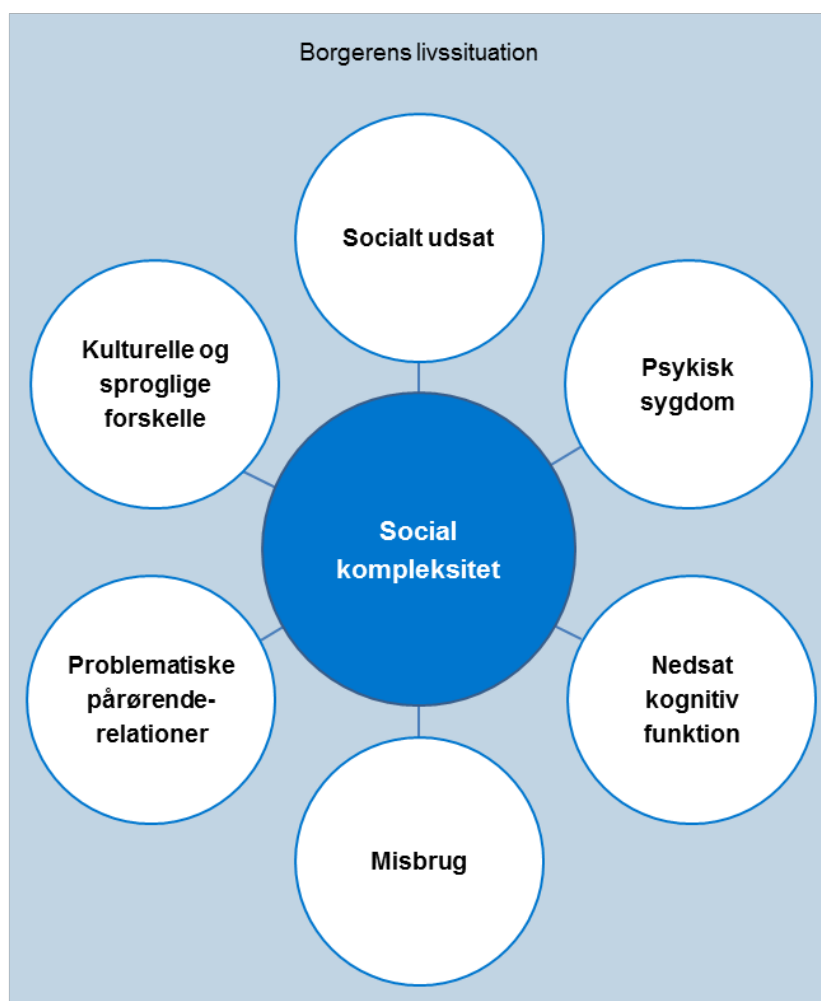 Borgerens livssituation
Socialt udsat
Kulturelle og
sproglige
forskelle
Psykisk
sygdom
Social
kompleksitet
Problematiske
pårørende-
relationer
Nedsat
kognitiv
funktion
Misbrug